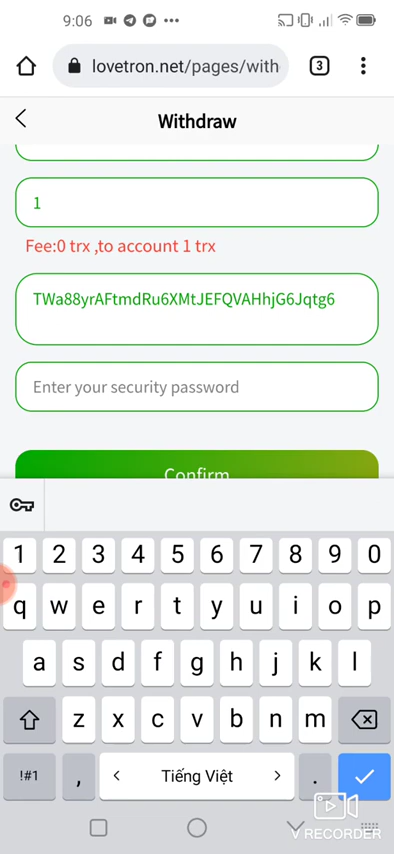 9:06
lovetron.net/pages/with
3
Withdraw
1
Fee:0 trx ,to account 1 trx
TWa88yrAFtmdRu6XMtJEFQVAHhjG6Jqtg6
Enter your security password
Confirm
1 2 3 4 5 6 7 8 9 0
q w e r t y u i o p
a s d f g h j k l
z x c v b n m
!#1 , < Tiếng Việt > .
V RECORDER